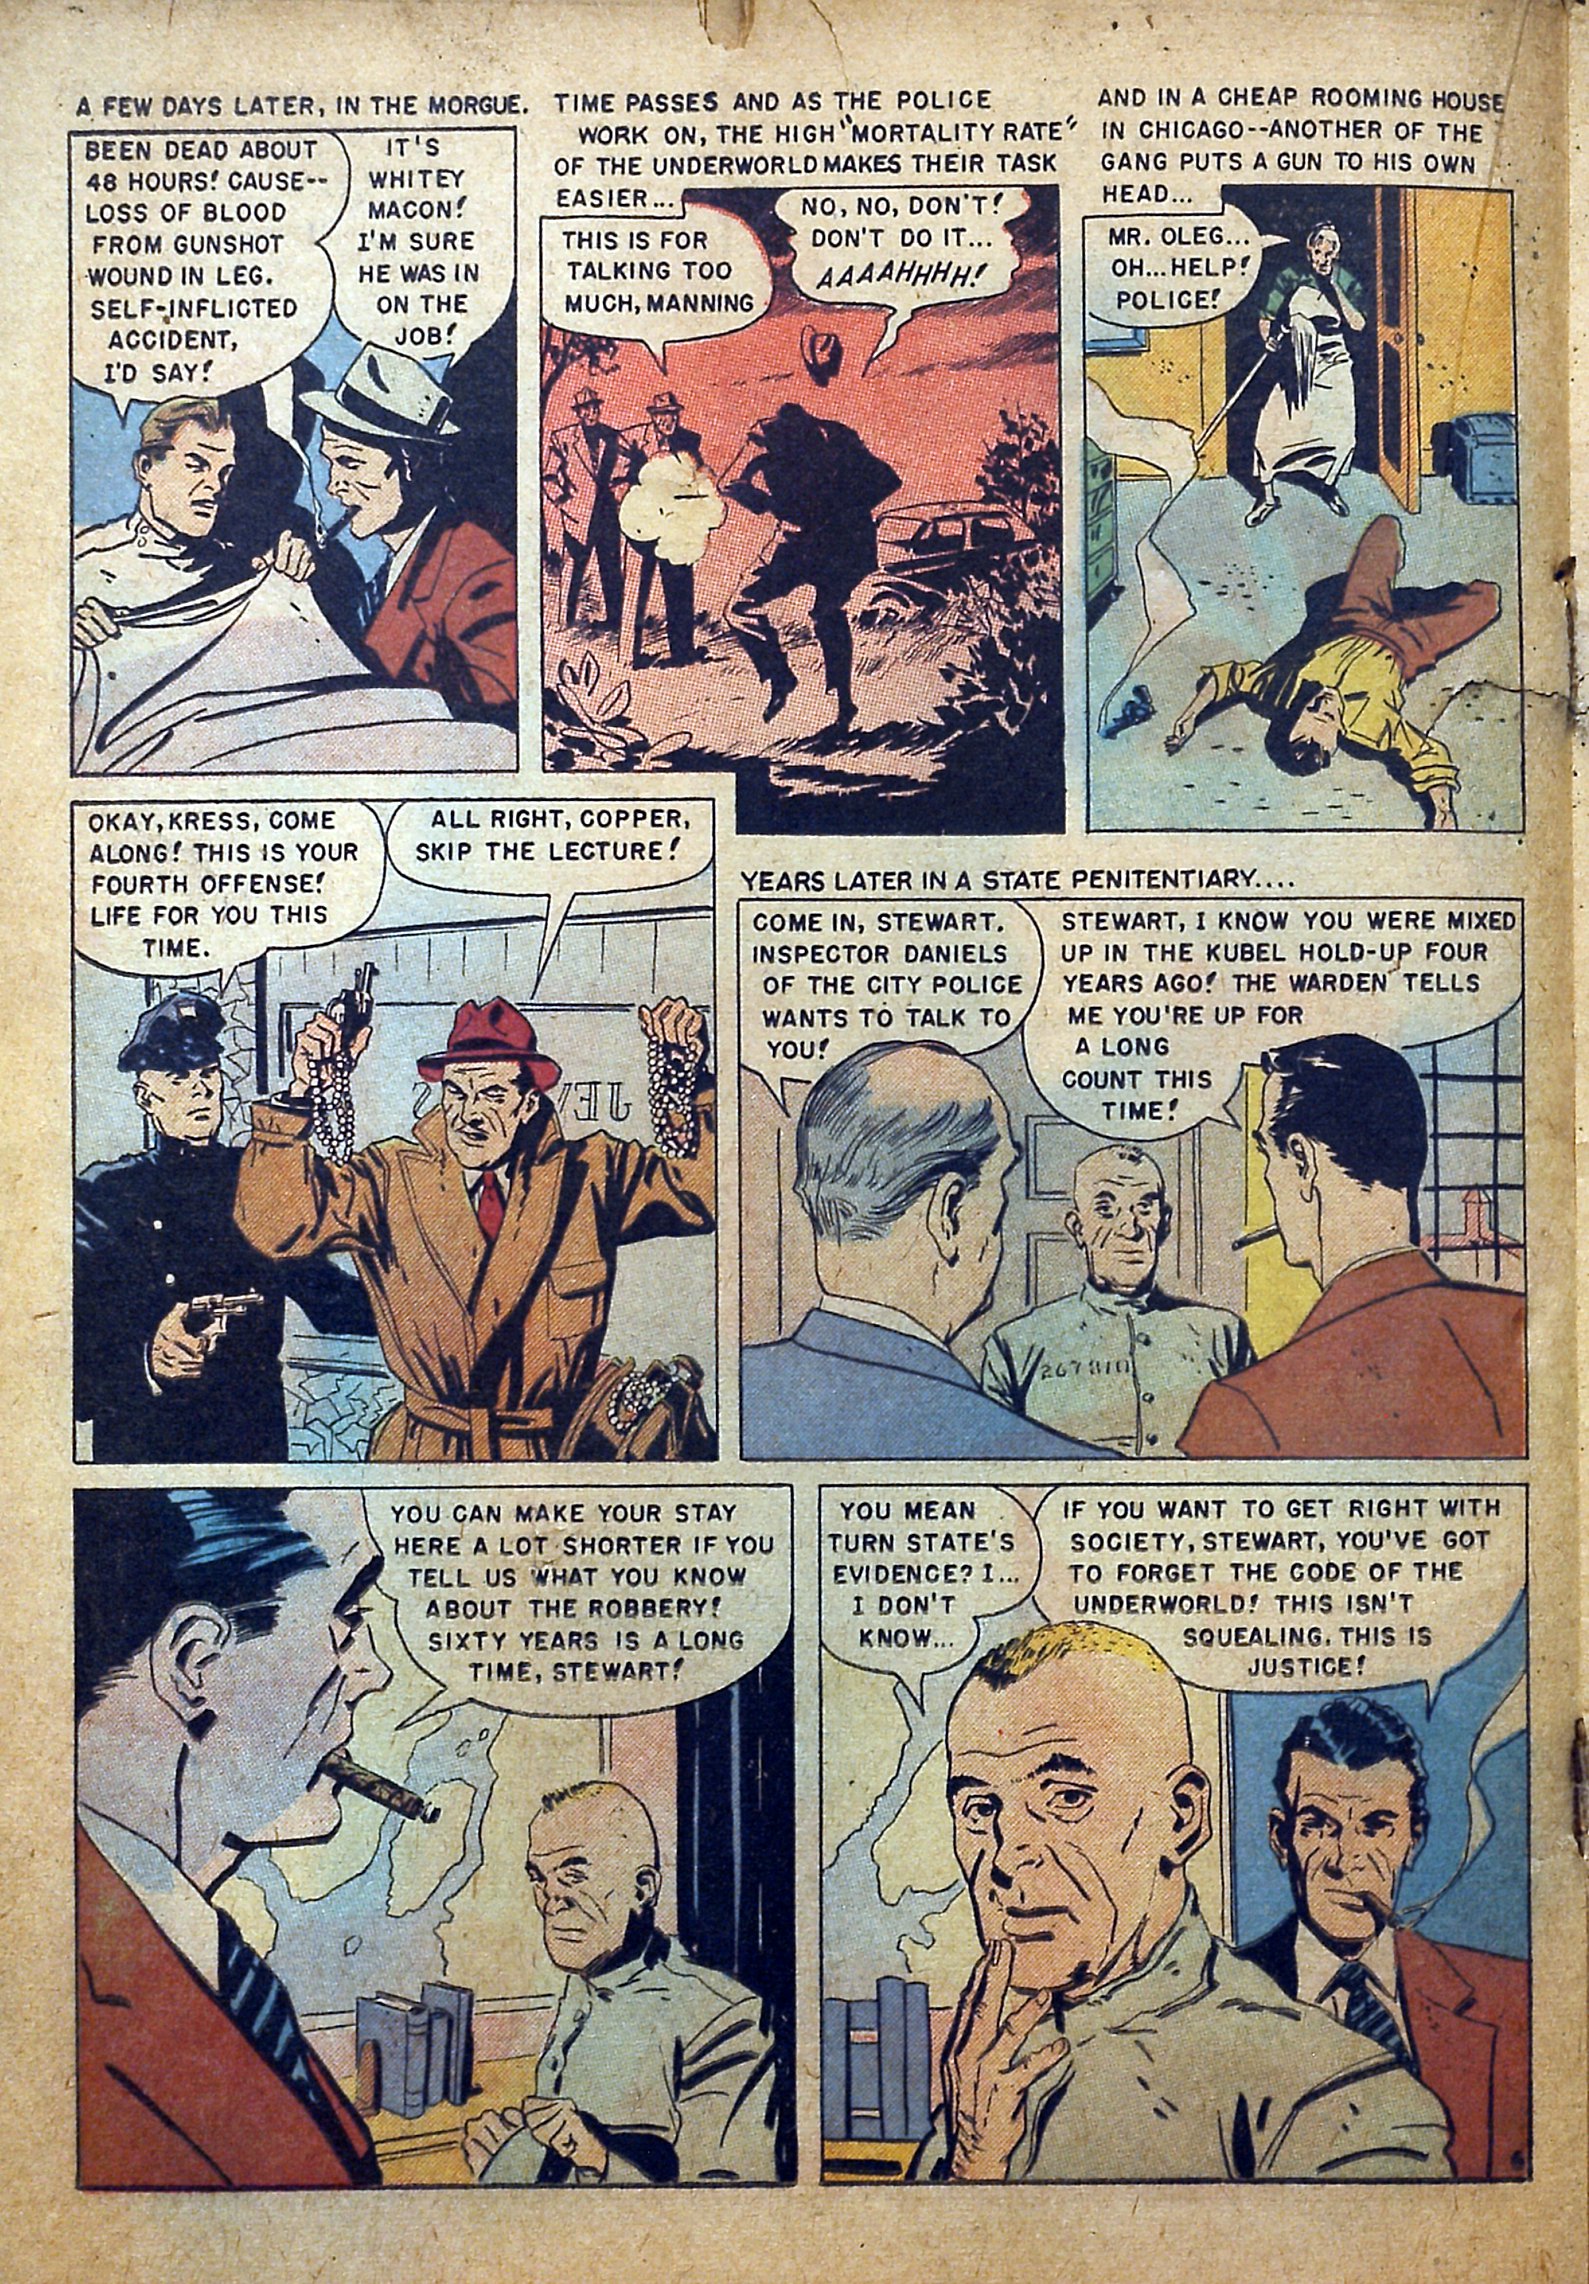 A FEW DAYS LATER, IN THE MORGUE.
BEEN DEAD ABOUT
48 HOURS! CAUSE--
LOSS OF BLOOD
FROM GUNSHOT
WOUND IN LEG.
SELF-INFLICTED
ACCIDENT,
I'D SAY!
IT'S
WHITEY
MACON!
I'M SURE
HE WAS IN
ON THE
JOB!
TIME PASSES AND AS THE POLICE
WORK ON, THE HIGH "MORTALITY RATE"
OF THE UNDERWORLD MAKES THEIR TASK
EASIER...
THIS IS FOR
TALKING TOO
MUCH, MANNING
NO, NO, DON'T!
DON'T DO IT...
AAAAHHHH!
AND IN A CHEAP ROOMING HOUSE
IN CHICAGO--ANOTHER OF THE
GANG PUTS A GUN TO HIS OWN
HEAD...
MR. OLEG...
OH...HELP!
POLICE!
OKAY, KRESS, COME
ALONG! THIS IS YOUR
FOURTH OFFENSE!
LIFE FOR YOU THIS
TIME.
ALL RIGHT, COPPER,
SKIP THE LECTURE!
JE
S
YEARS LATER IN A STATE PENITENTIARY....
COME IN, STEWART.
INSPECTOR DANIELS
OF THE CITY POLICE
WANTS TO TALK TO
YOU!
STEWART, I KNOW YOU WERE MIXED
UP IN THE KUBEL HOLD-UP FOUR
YEARS AGO! THE WARDEN TELLS
ME YOU'RE UP FOR
A LONG
COUNT THIS
TIME!
YOU CAN MAKE YOUR STAY
HERE A LOT SHORTER IF YOU
TELL US WHAT YOU KNOW
ABOUT THE ROBBERY!
SIXTY YEARS IS A LONG
TIME, STEWART!
YOU MEAN
TURN STATE'S
EVIDENCE? I...
I DON'T
KNOW...
IF YOU WANT TO GET RIGHT WITH
SOCIETY, STEWART, YOU'VE GOT
TO FORGET THE CODE OF THE
UNDERWORLD! THIS ISN'T
SQUEALING. THIS IS
JUSTICE!
6